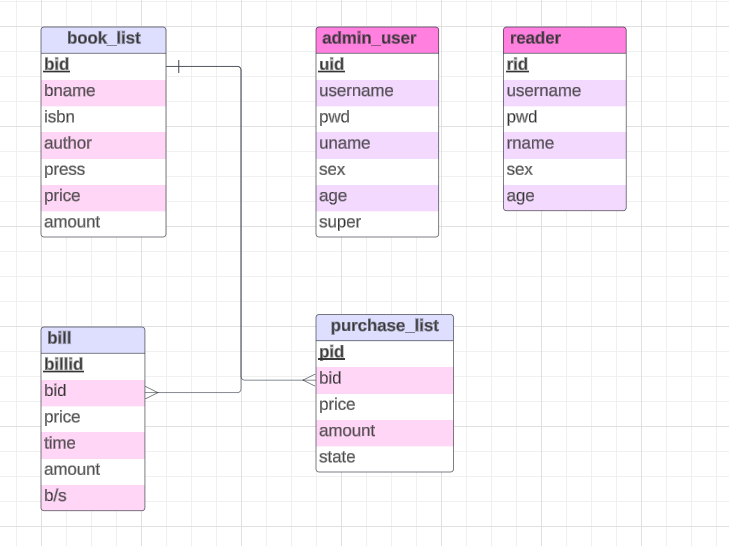 book_list
bid
bname
isbn
author
press
price
amount
admin_user
uid
username
pwd
uname
sex
age
super
reader
rid
username
pwd
rname
sex
age
bill
billid
bid
price
time
amount
b/s
purchase_list
pid
bid
price
amount
state